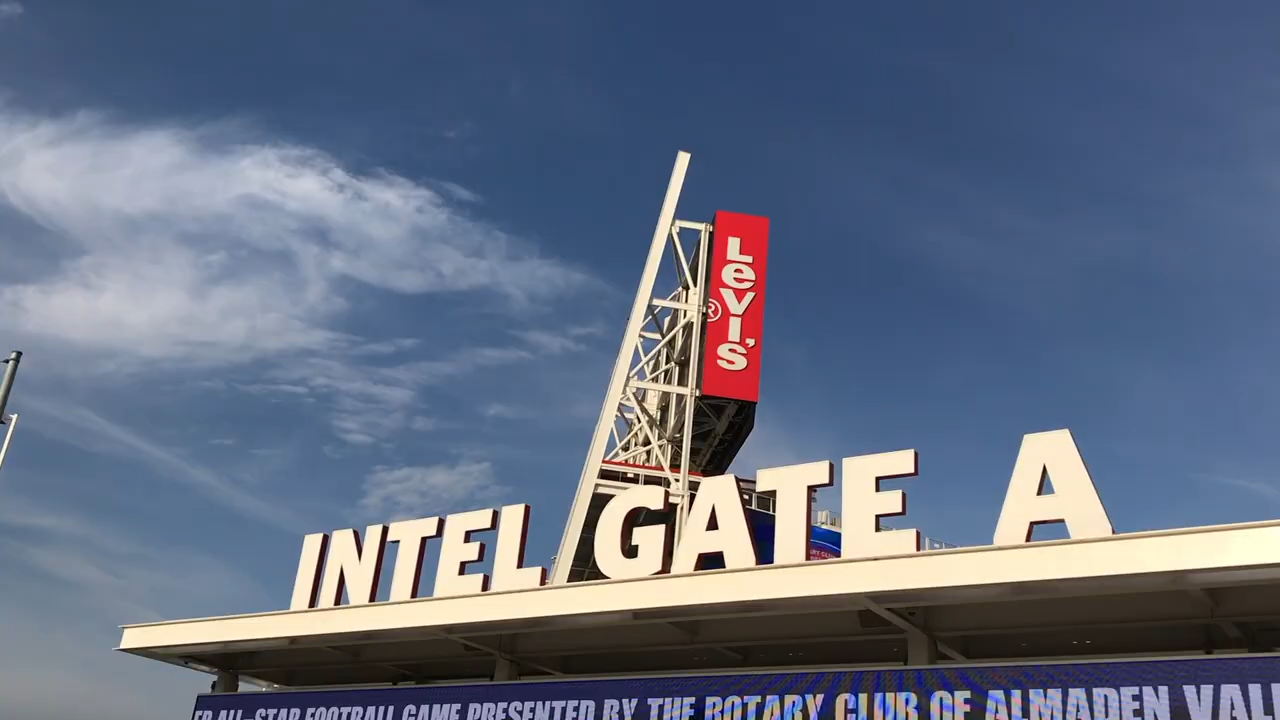 Levi's
®
INTEL GATE A
ALL-STAR FOOTBALL GAME PRESENTED BY THE ROTARY CLUB OF ALMADEN